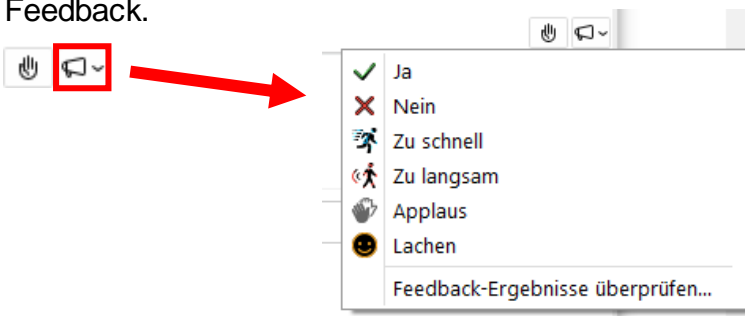 Feedback.
Ja
Nein
Zu schnell
Zu langsam
Applaus
Lachen
Feedback-Ergebnisse überprüfen...